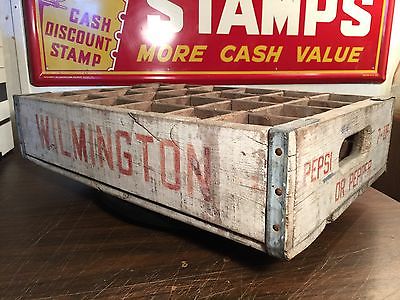 CASH
DISCOUNT
STAMP
STAMPS
MORE CASH VALUE
WILMINGTON
PEPSI
DR. PEPPER